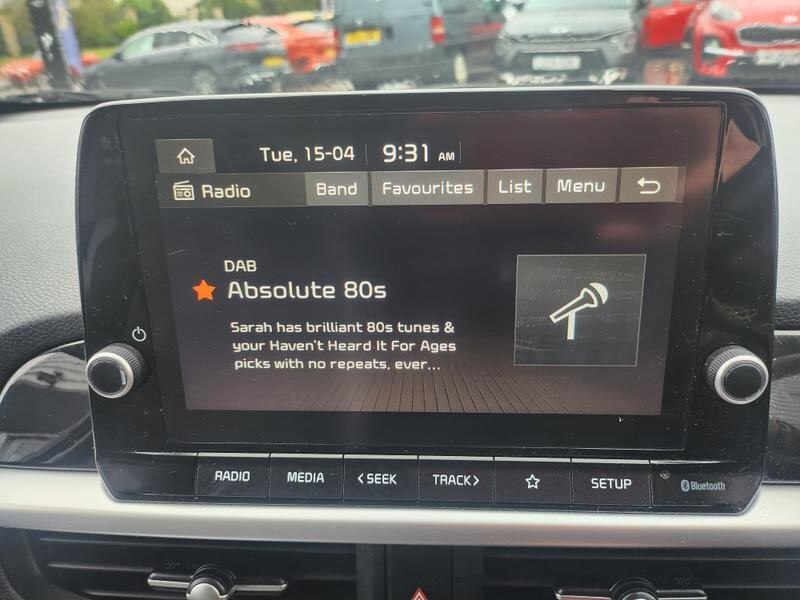 Tue, 15-04 9:31 AM
Radio Band Favourites List Menu
DAB
Absolute 80s
Sarah has brilliant 80s tunes &
your Haven't Heard It For Ages
picks with no repeats, ever...
RADIO MEDIA <SEEK TRACK> SETUP Bluetooth